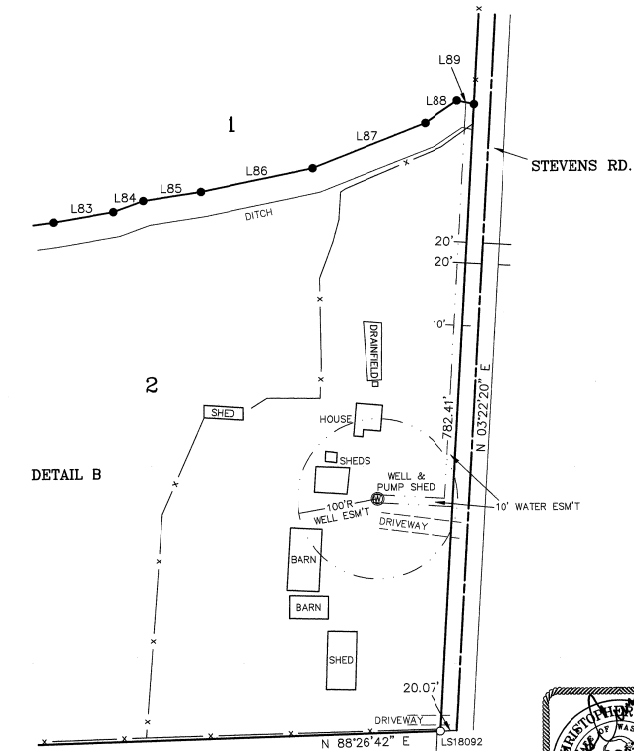 L89
L88
1
L87
L86
STEVENS RD.
L85
L84
L83
DITCH
20'
20'
0'
DRAINFIELD
2
SHED
HOUSE
782.41'
N 03°22'20" E
DETAIL B
SHEDS
WELL &
PUMP SHED
W
100'R
WELL ESM'T
10' WATER ESM'T
DRIVEWAY
BARN
BARN
SHED
20.07'
DRIVEWAY
N 88°26'42" E
LS18092